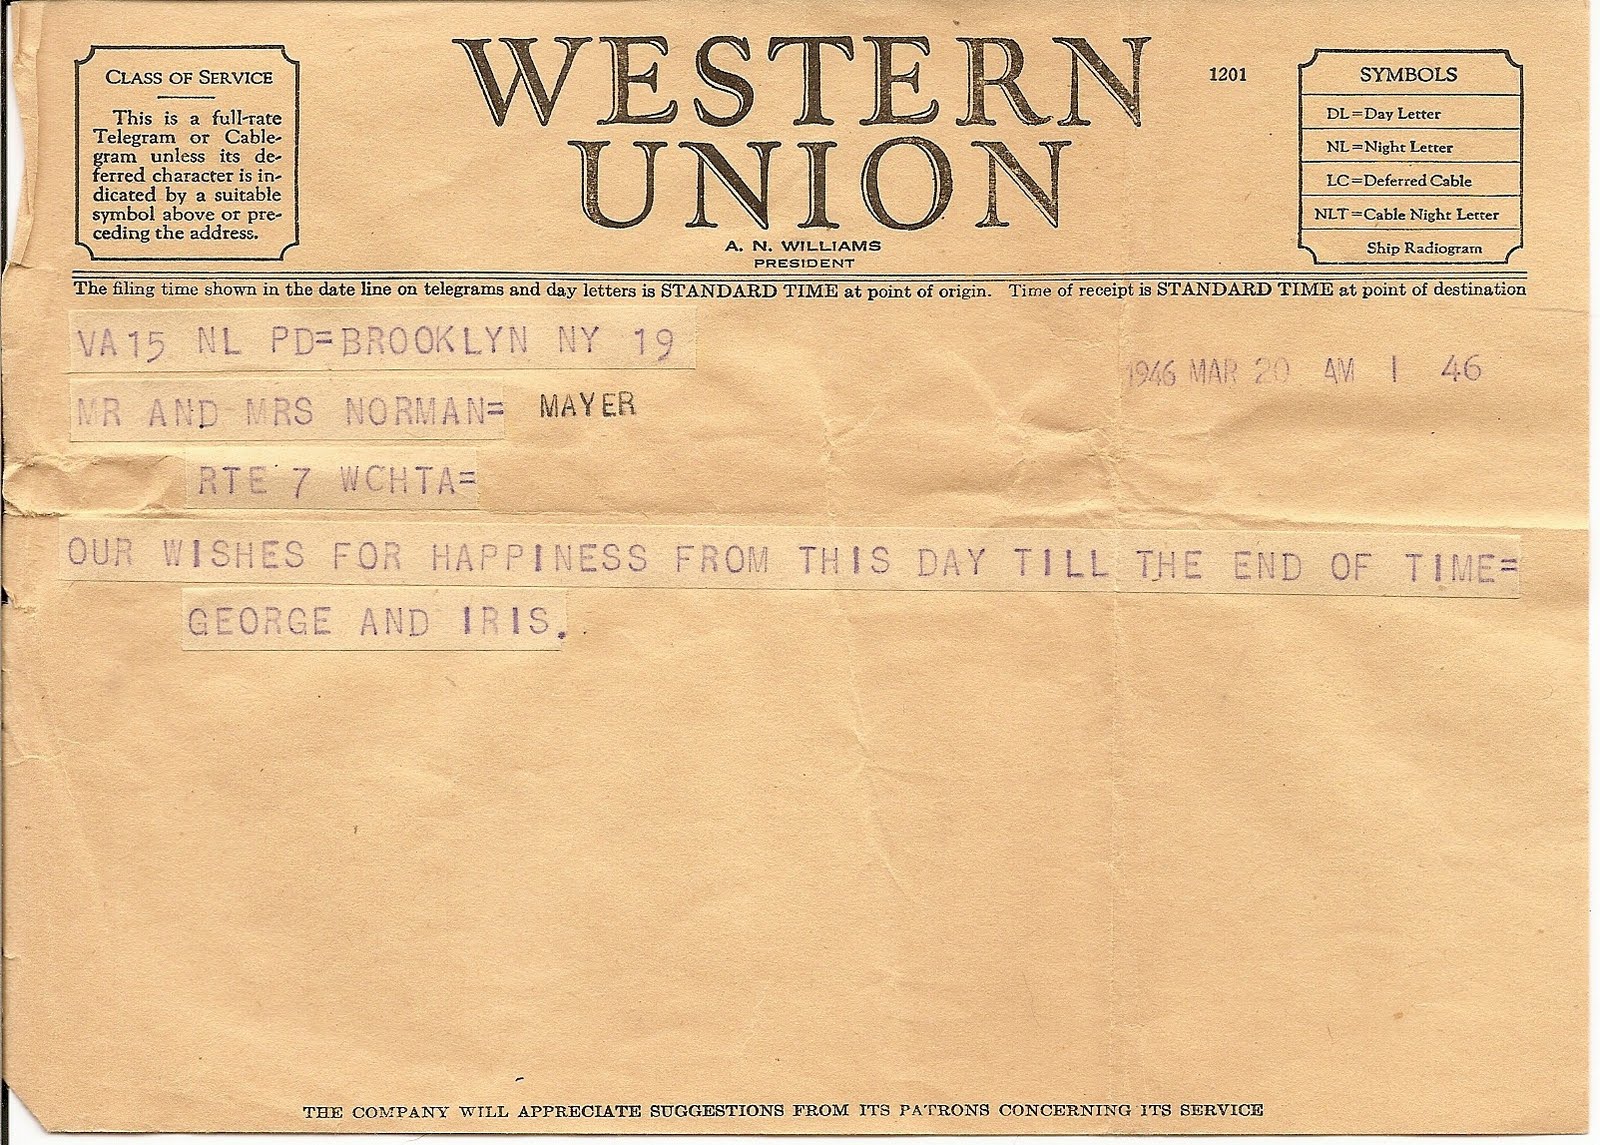 CLASS OF SERVICE
This is a full-rate
Telegram or Cable-
gram unless its de-
ferred character is in-
dicated by a suitable
symbol above or pre-
ceding the address.
WESTERN
UNION
A. N. WILLIAMS
PRESIDENT
1201
SYMBOLS
DL=Day Letter
NL=Night Letter
LC=Deferred Cable
NLT=Cable Night Letter
Ship Radiogram
The filing time shown in the date line on telegrams and day letters is STANDARD TIME at point of origin. Time of receipt is STANDARD TIME at point of destination
VA15 NL PD=BROOKLYN NY 19
1946 MAR 20 AM 1 46
MR AND MRS NORMAN= MAYER
RTE 7 WCHTA=
OUR WISHES FOR HAPPINESS FROM THIS DAY TILL THE END OF TIME=
GEORGE AND IRIS.
THE COMPANY WILL APPRECIATE SUGGESTIONS FROM ITS PATRONS CONCERNING ITS SERVICE